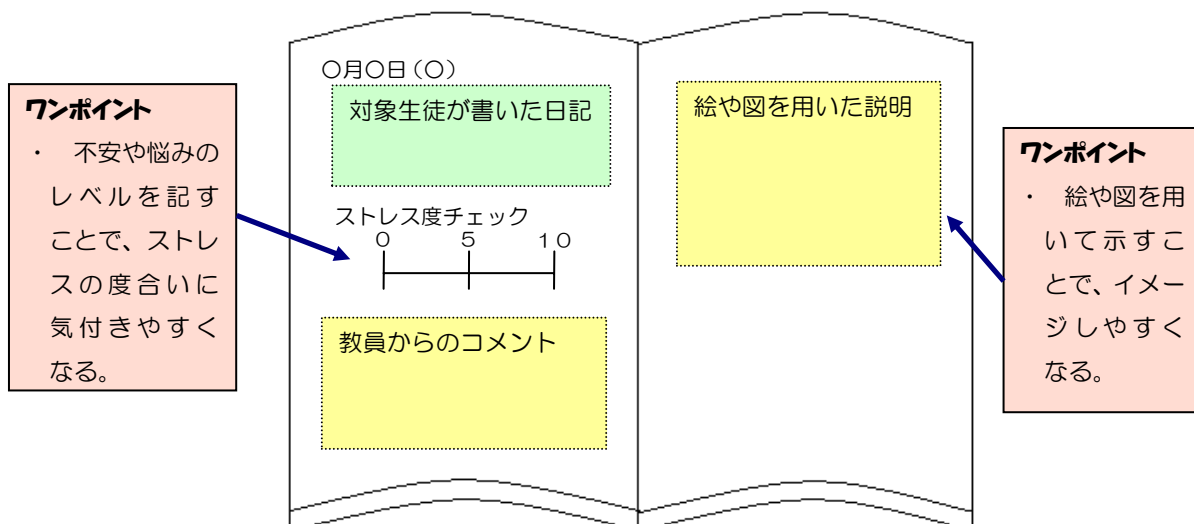 ワンポイント
・ 不安や悩みの
レベルを記す
ことで、ストレ
スの度合いに
気付きやすく
なる。
〇月〇日(〇)
対象生徒が書いた日記
ストレス度チェック
0 5 10
教員からのコメント
絵や図を用いた説明
ワンポイント
・ 絵や図を用
いて示すこ
とで、イメー
ジしやすく
なる。